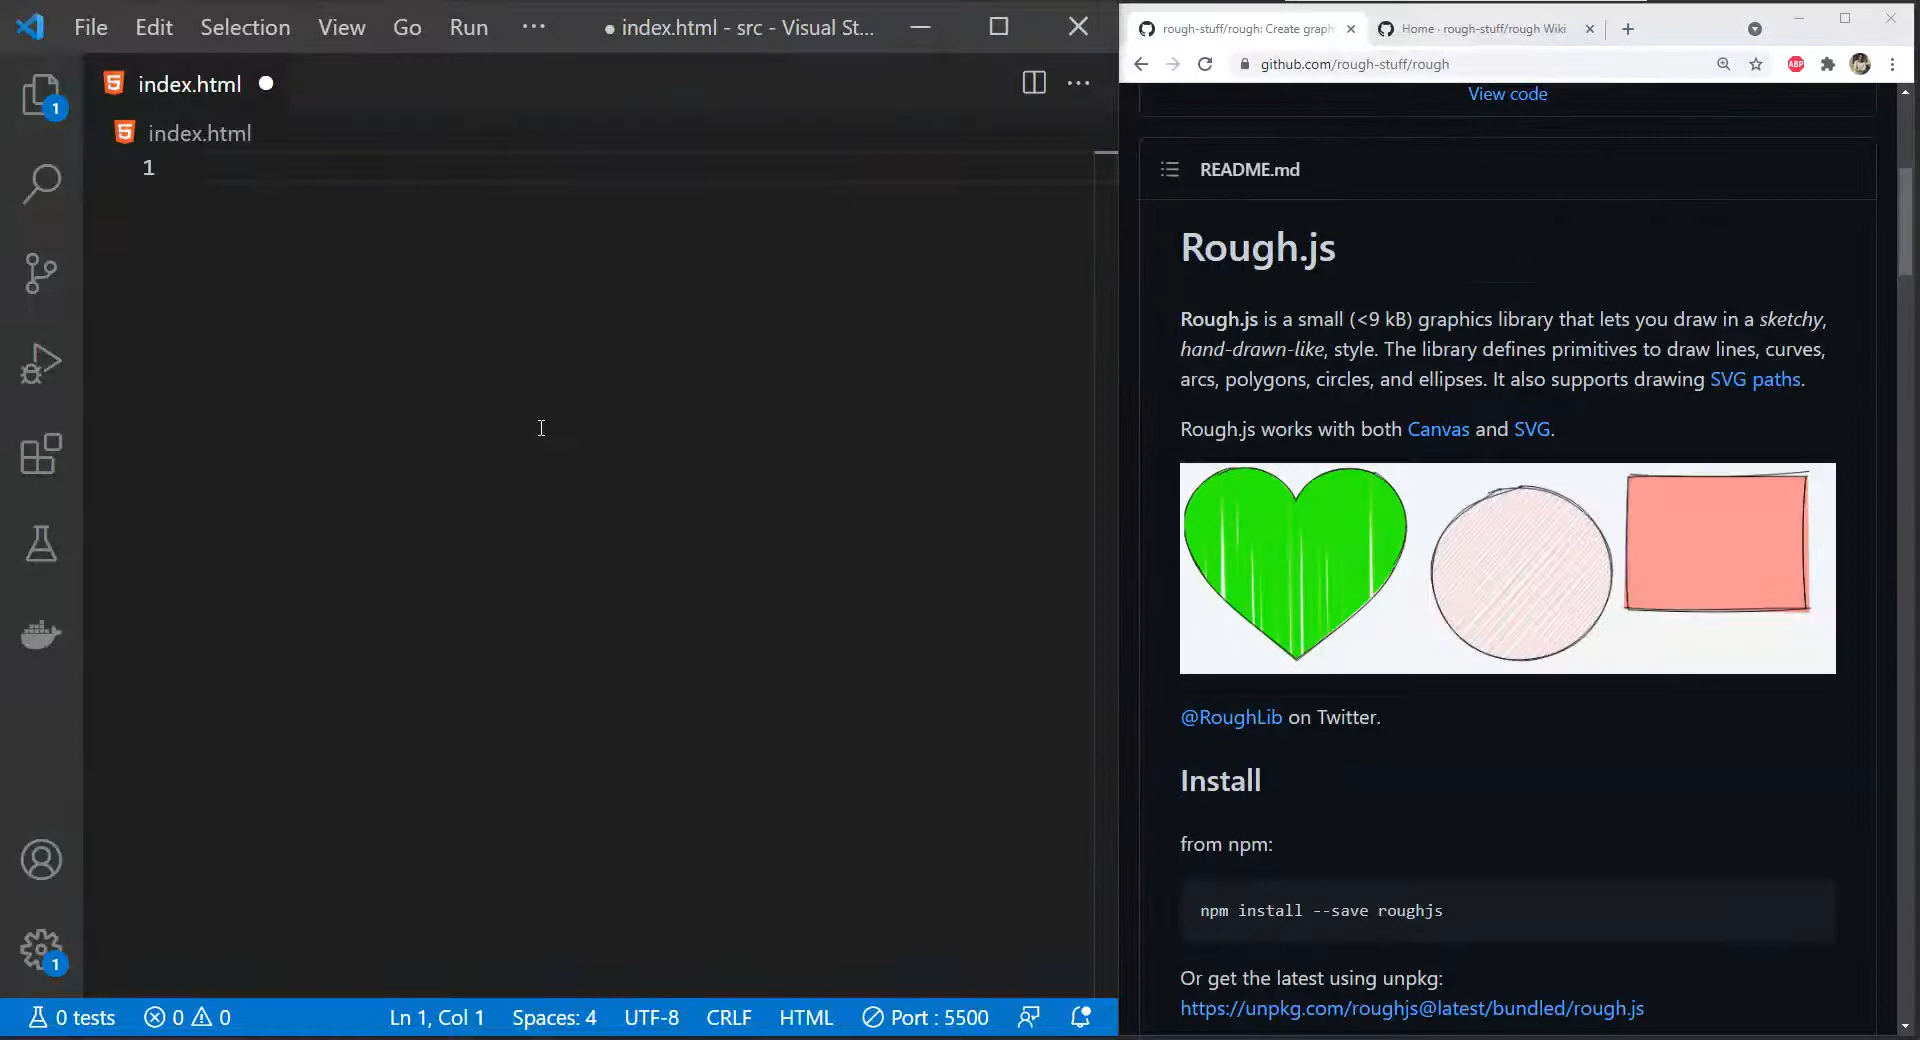 File Edit Selection View Go Run ··· ● index.html - src - Visual St...
index.html ●
index.html
1
0 tests 0 0 Ln 1, Col 1 Spaces: 4 UTF-8 CRLF HTML Port : 5500
1
1
rough-stuff/rough: Create graph
Home · rough-stuff/rough Wiki
github.com/rough-stuff/rough
ABP
View code
README.md
Rough.js
Rough.js is a small (<9 kB) graphics library that lets you draw in a sketchy,
hand-drawn-like, style. The library defines primitives to draw lines, curves,
arcs, polygons, circles, and ellipses. It also supports drawing SVG paths.
Rough.js works with both Canvas and SVG.
@RoughLib on Twitter.
Install
from npm:
npm install --save roughjs
Or get the latest using unpkg:
https://unpkg.com/roughjs@latest/bundled/rough.js